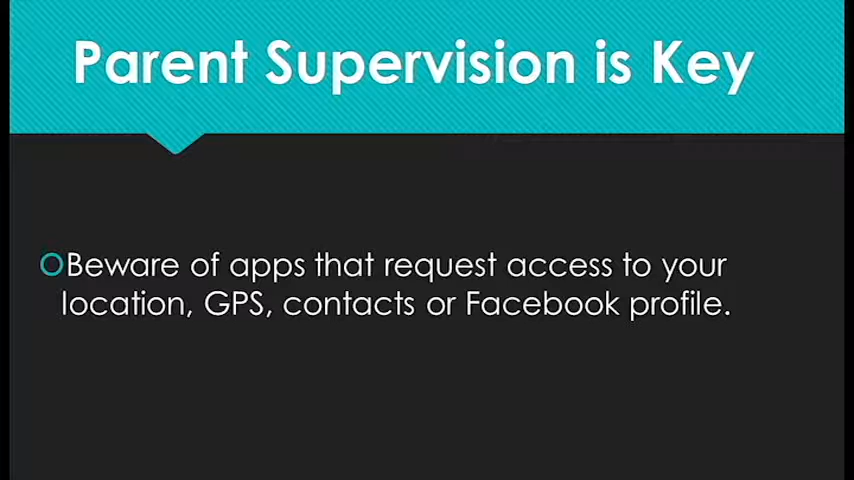 Parent Supervision is Key
Beware of apps that request access to your
location, GPS, contacts or Facebook profile.